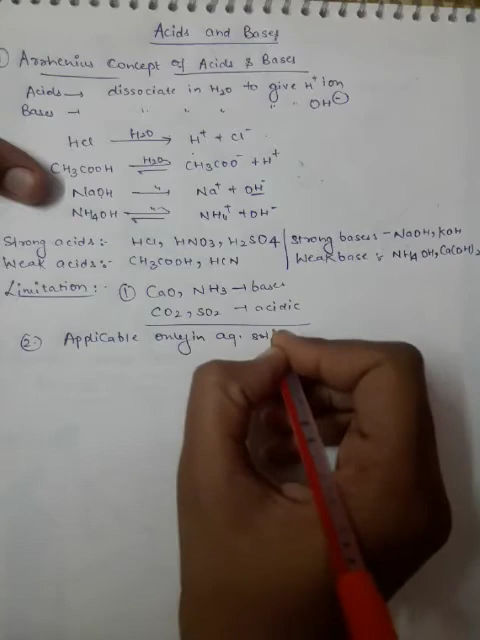 Acids and Bases
① Arrhenius Concept of Acids & Bases
Acids → dissociate in H2O to give H+ ion
Bases → " " " " OH⊖
HCl H2O→ H+ + Cl-
CH3COOH H2O⇌ CH3COO- + H+
NaOH "→ Na+ + OH-
NH4OH "⇌ NH4+ + OH-
Strong acids:- HCl, HNO3, H2SO4 | Strong bases - NaOH, KOH
Weak acids:- CH3COOH, HCN | Weak base: NH4OH, Ca(OH)2
Limitation:- ① CaO, NH3 → bases
CO2, SO2 → acidic
②: Applicable only in aq.